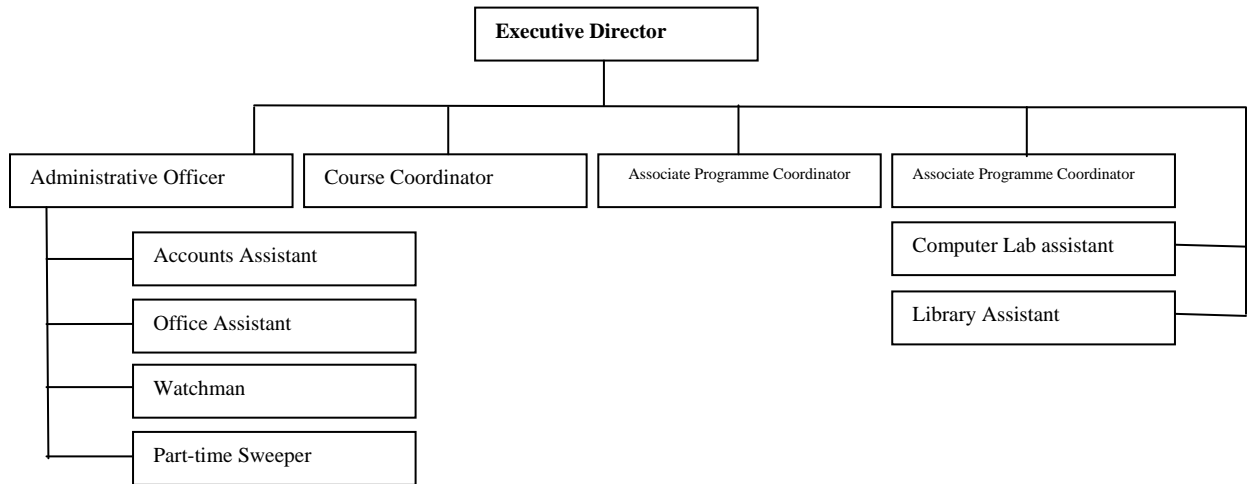 Executive Director
Administrative Officer
Course Coordinator
Associate Programme Coordinator
Associate Programme Coordinator
Accounts Assistant
Office Assistant
Watchman
Part-time Sweeper
Computer Lab assistant
Library Assistant